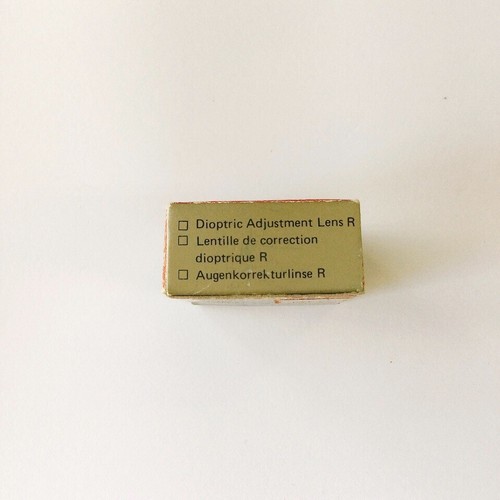 □ Dioptric Adjustment Lens R
□ Lentille de correction
dioptrique R
□ Augenkorrekturlinse R